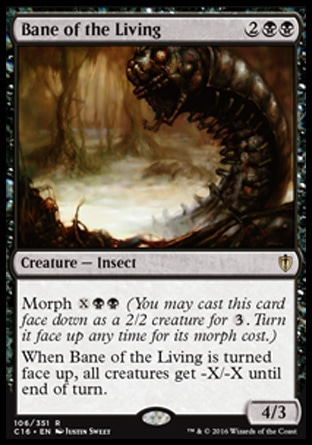 Bane of the Living 2
Creature — Insect
Morph X (You may cast this card
face down as a 2/2 creature for 3. Turn
it face up any time for its morph cost.)
When Bane of the Living is turned
face up, all creatures get -X/-X until
end of turn.
4/3
106/351 R
C16 • EN Justin Sweet
™ & © 2016 Wizards of the Coast